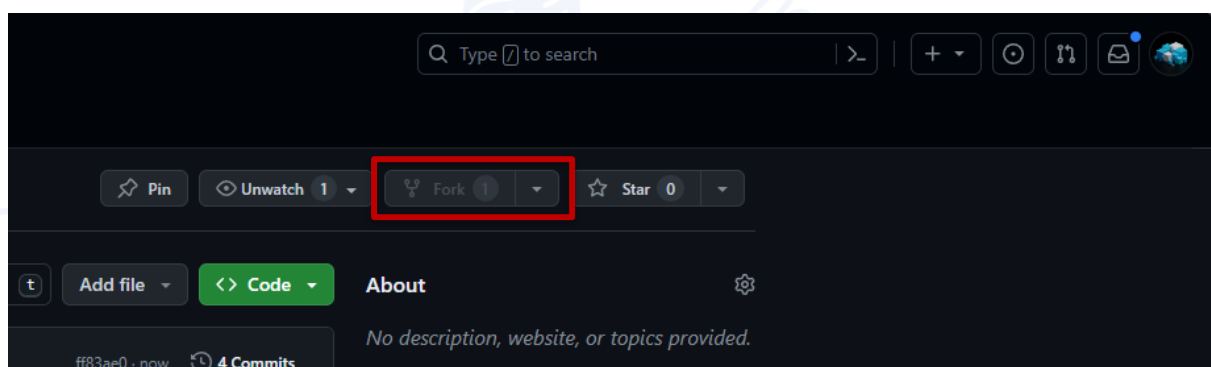 Type / to search
Pin
Unwatch 1
Fork 1
Star 0
t
Add file
<> Code
About
No description, website, or topics provided.
ff83ae0 · now
4 Commits